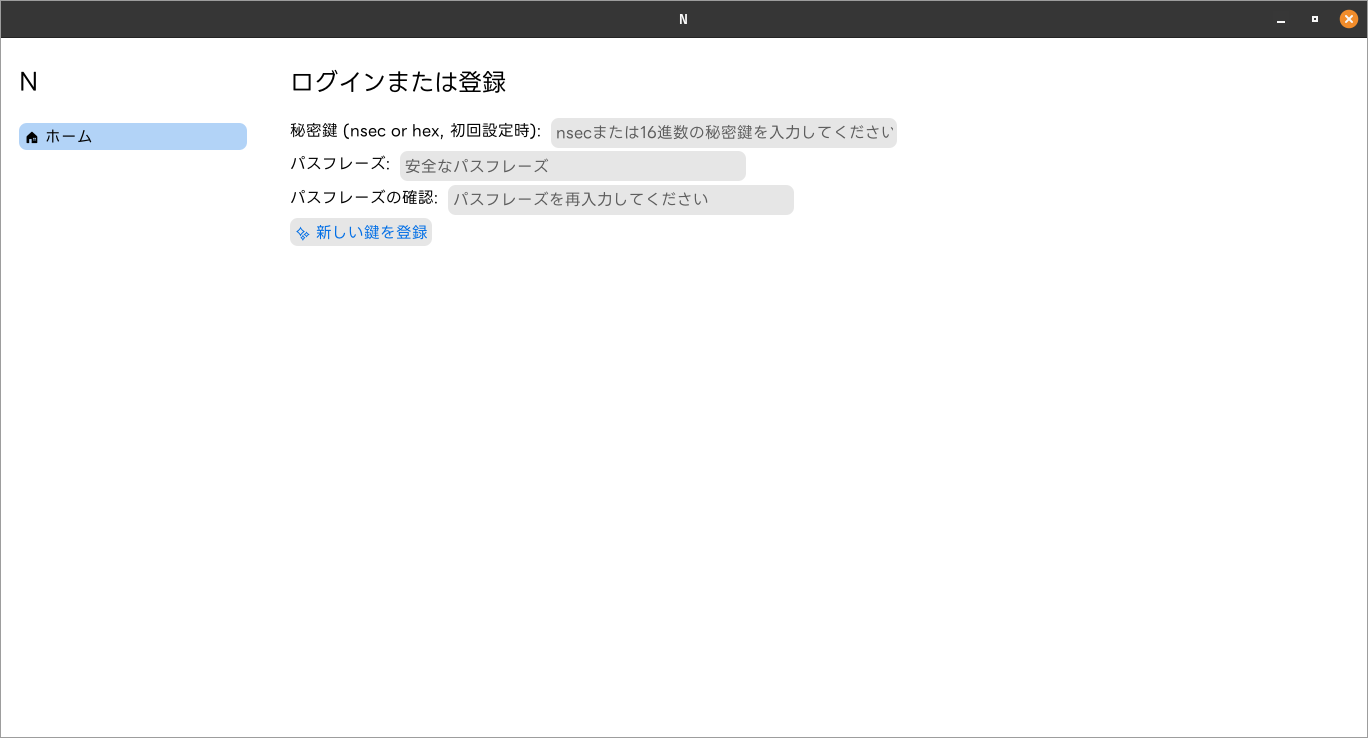 N
N
ホーム
ログインまたは登録
秘密鍵 (nsec or hex, 初回設定時): nsecまたは16進数の秘密鍵を入力してください
パスフレーズ: 安全なパスフレーズ
パスフレーズの確認: パスフレーズを再入力してください
新しい鍵を登録